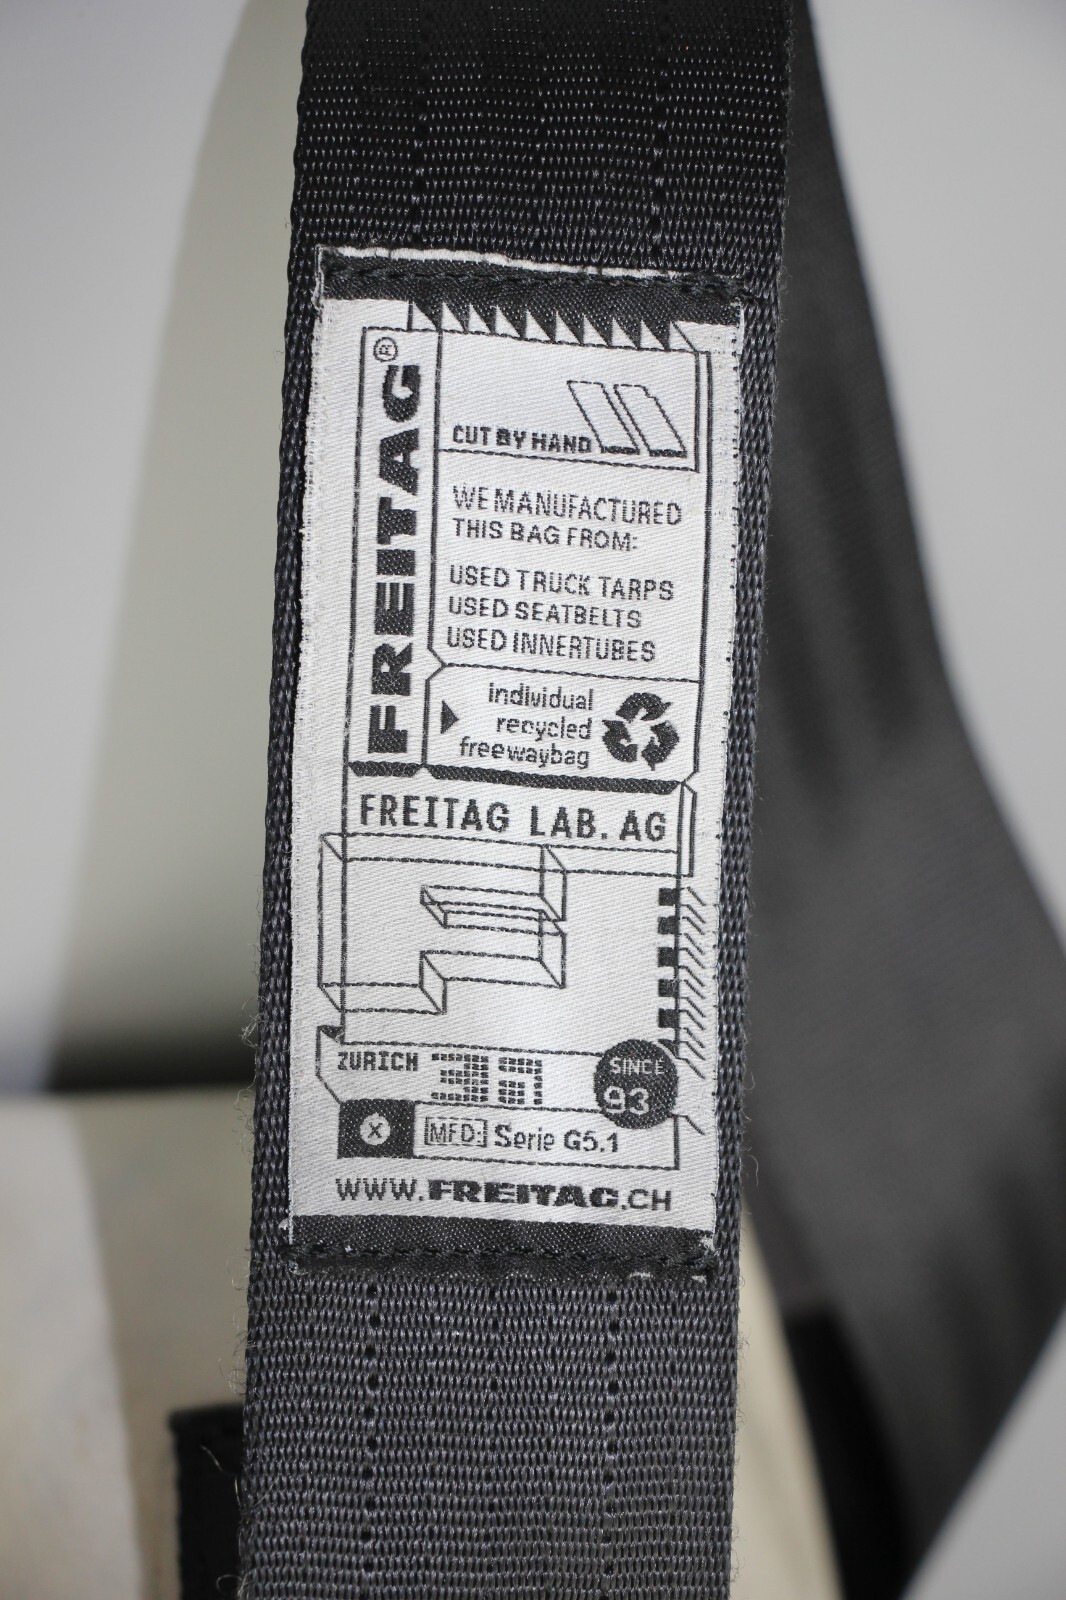 FREITAG®
CUT BY HAND
WE MANUFACTURED
THIS BAG FROM:
USED TRUCK TARPS
USED SEATBELTS
USED INNERTUBES
individual
recycled
freewaybag
FREITAG LAB. AG
F
ZURICH
SINCE
93
X
MFD: Serie G5.1
WWW.FREITAG.CH